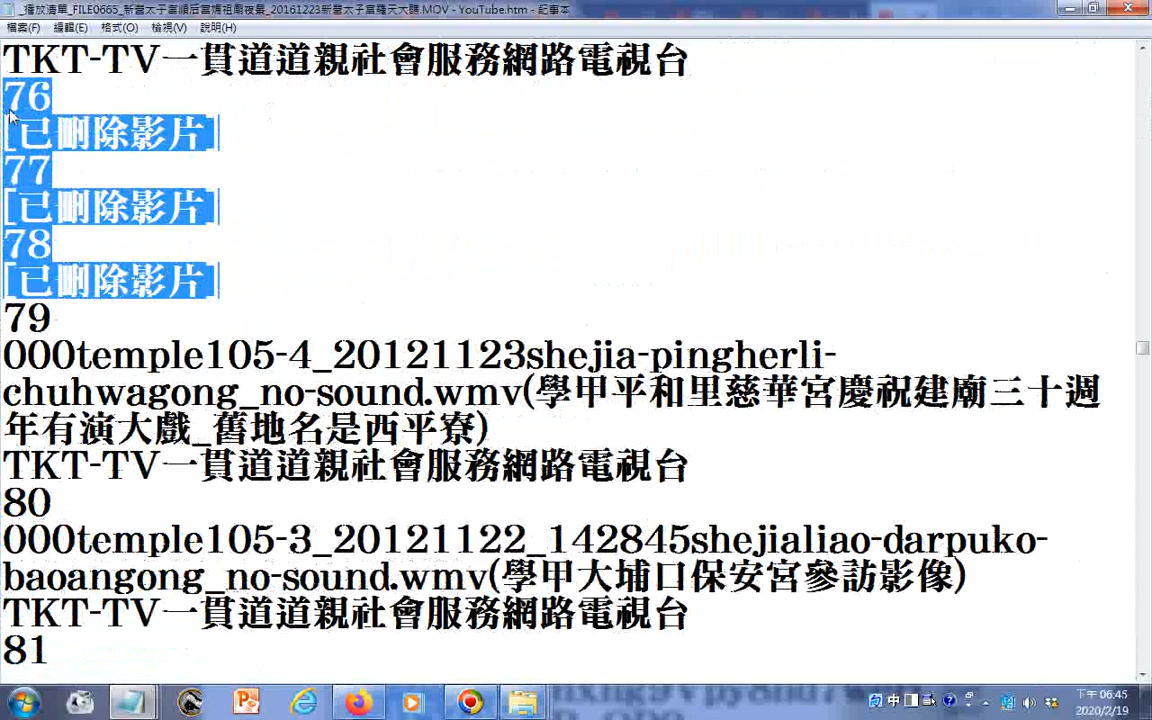 _播放清單_FILE0665_新營太子宮順后宮媽祖廟夜景_20161223新營太子宮羅天大醮.MOV - YouTube.htm - 記事本
檔案(F) 編輯(E) 格式(O) 檢視(V) 說明(H)
TKT-TV一貫道道親社會服務網路電視台
76
[已刪除影片]
77
[已刪除影片]
78
[已刪除影片]
79
000temple105-4_20121123shejia-pingherli-
chuhwagong_no-sound.wmv(學甲平和里慈華宮慶祝建廟三十週
年有演大戲_舊地名是西平寮)
TKT-TV一貫道道親社會服務網路電視台
80
000temple105-3_20121122_142845shejialiao-darpuko-
baoangong_no-sound.wmv(學甲大埔口保安宮參訪影像)
TKT-TV一貫道道親社會服務網路電視台
81
中
下午 06:45
2020/2/19